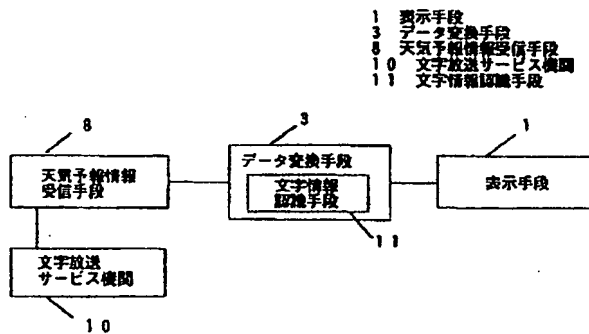 1 表示手段
3 データ変換手段
8 天気予報情報受信手段
10 文字放送サービス機関
11 文字情報認識手段
8
天気予報情報
受信手段
3
データ変換手段
文字情報
認識手段
11
1
表示手段
文字放送
サービス機関
10